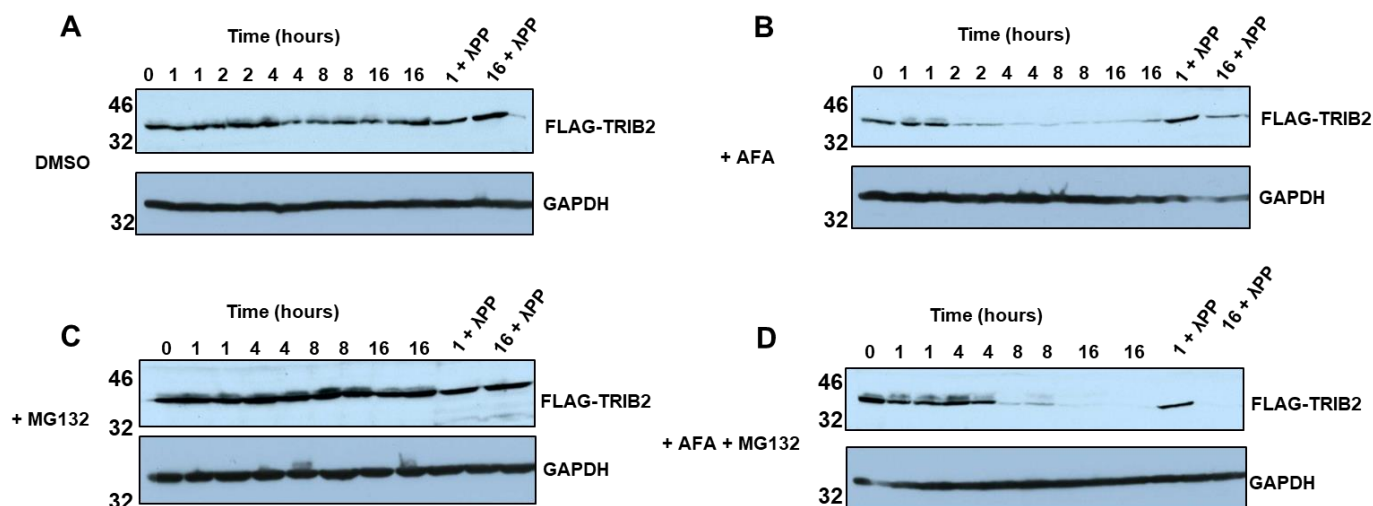 A
Time (hours)
0 1 1 2 2 4 4 8 8 16 16 1 + λPP 16 + λPP
46
32
FLAG-TRIB2
DMSO
GAPDH
32
B
Time (hours)
0 1 1 2 2 4 4 8 8 16 16 1 + λPP 16 + λPP
46
32
FLAG-TRIB2
+ AFA
GAPDH
32
C
Time (hours)
0 1 1 4 4 8 8 16 16 1 + λPP 16 + λPP
46
32
FLAG-TRIB2
+ MG132
GAPDH
32
D
Time (hours)
0 1 1 4 4 8 8 16 16 1 + λPP 16 + λPP
46
32
FLAG-TRIB2
+ AFA + MG132
GAPDH
32